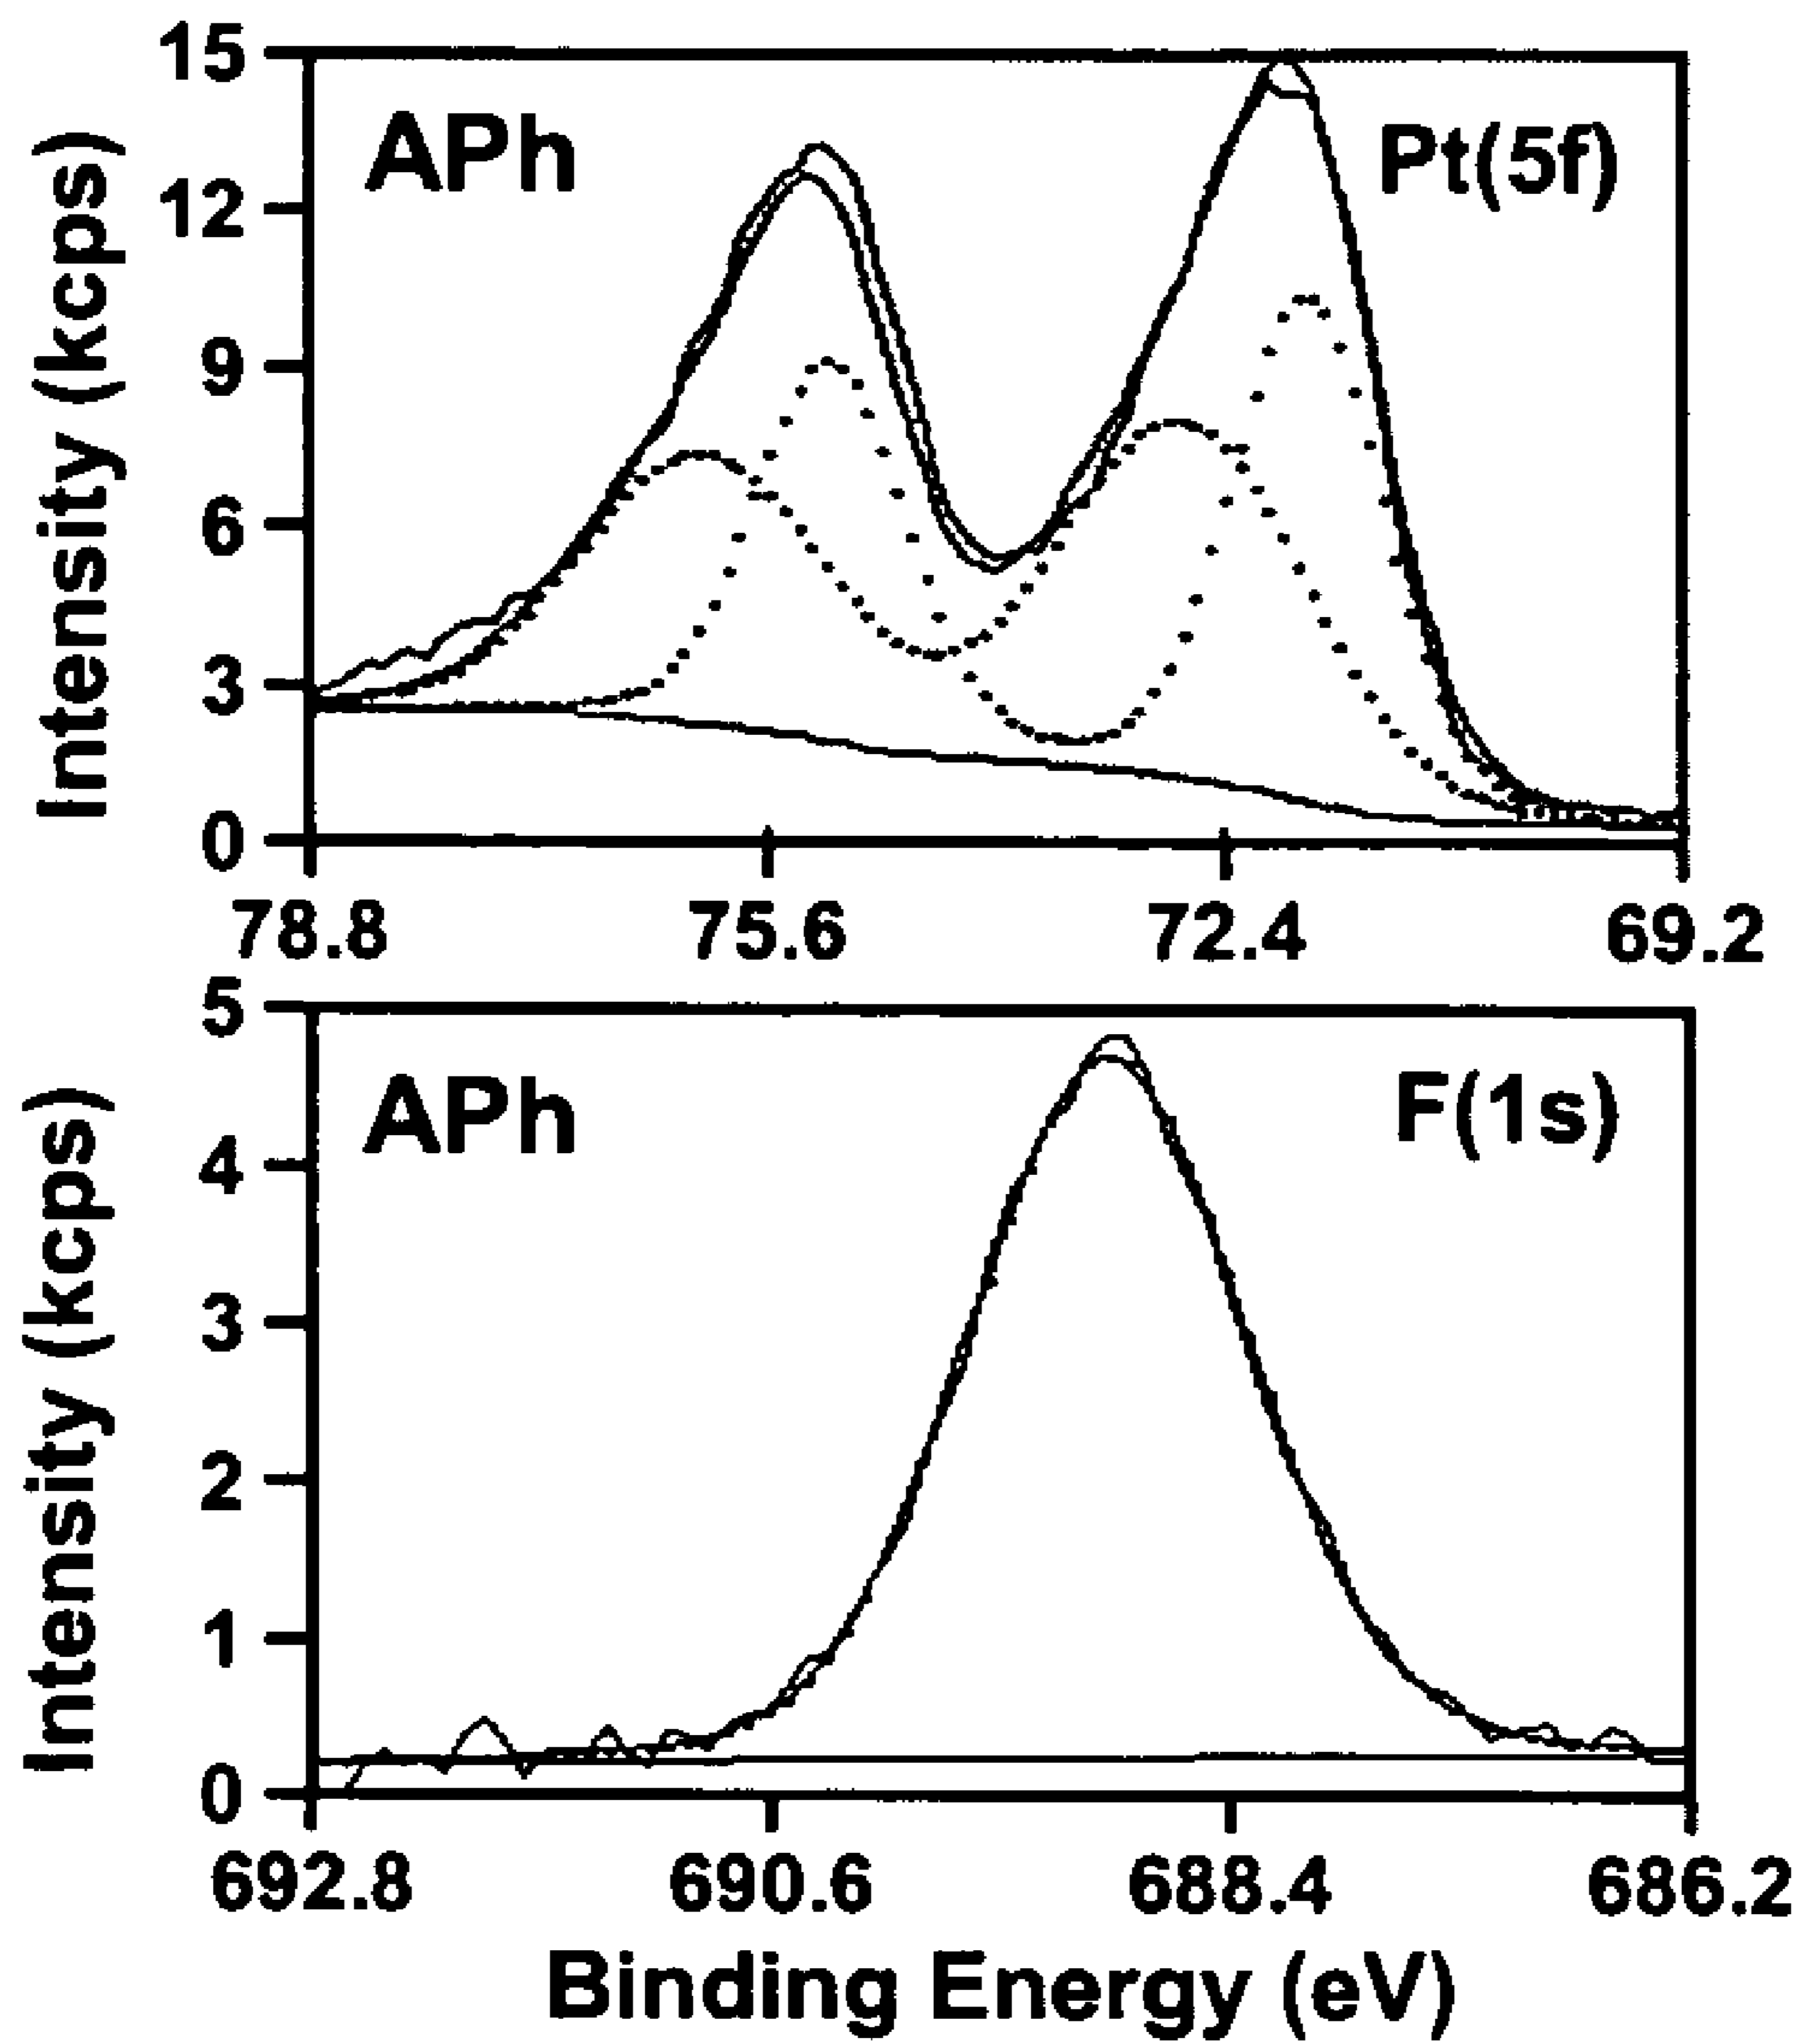 Intensity (kcps)
15
12
9
6
3
0
APh
Pt(5f)
78.8
75.6
72.4
69.2
Intensity (kcps)
5
4
3
2
1
0
APh
F(1s)
692.8
690.6
688.4
686.2
Binding Energy (eV)